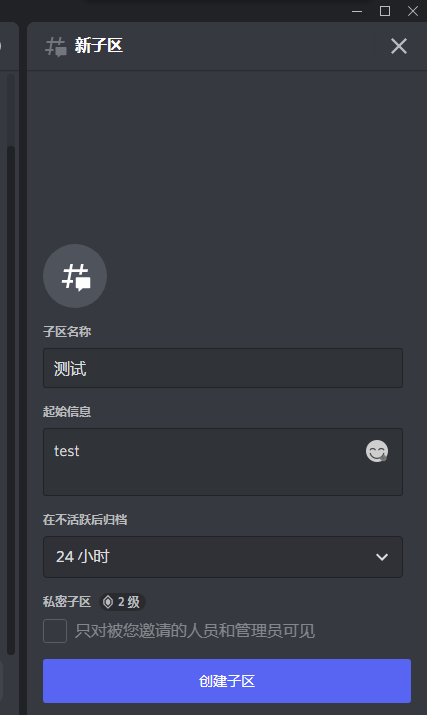 新子区
子区名称
测试
起始信息
test
在不活跃后归档
24 小时
私密子区 2 级
只对被您邀请的人员和管理员可见
创建子区